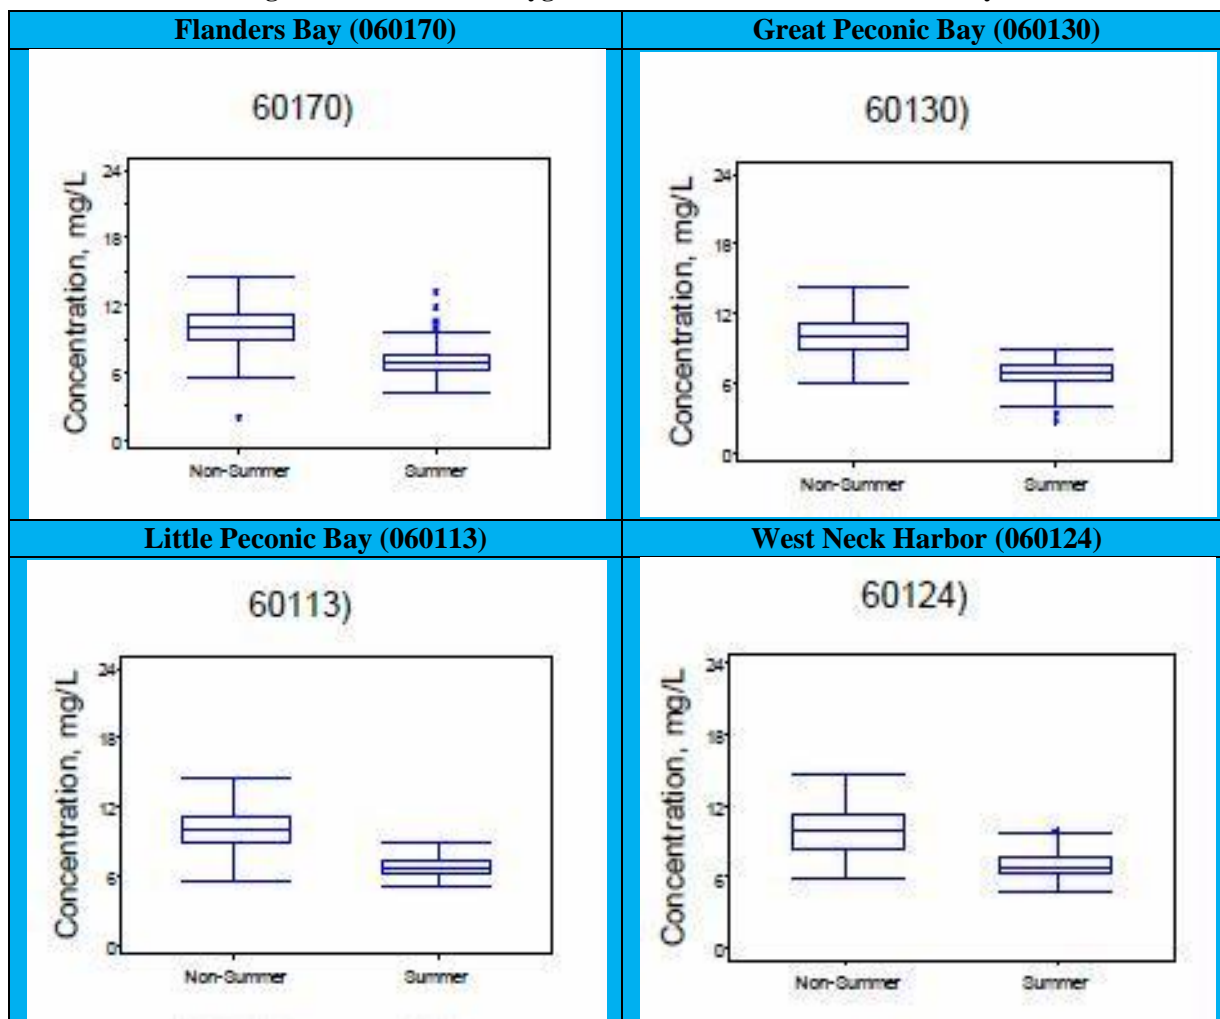 Flanders Bay (060170)
Great Peconic Bay (060130)
60170)
Concentration, mg/L
24
18
12
6
0
Non-Summer
Summer
60130)
Concentration, mg/L
24
18
12
6
0
Non-Summer
Summer
Little Peconic Bay (060113)
West Neck Harbor (060124)
60113)
Concentration, mg/L
24
18
12
6
0
Non-Summer
Summer
60124)
Concentration, mg/L
24
18
12
6
0
Non-Summer
Summer